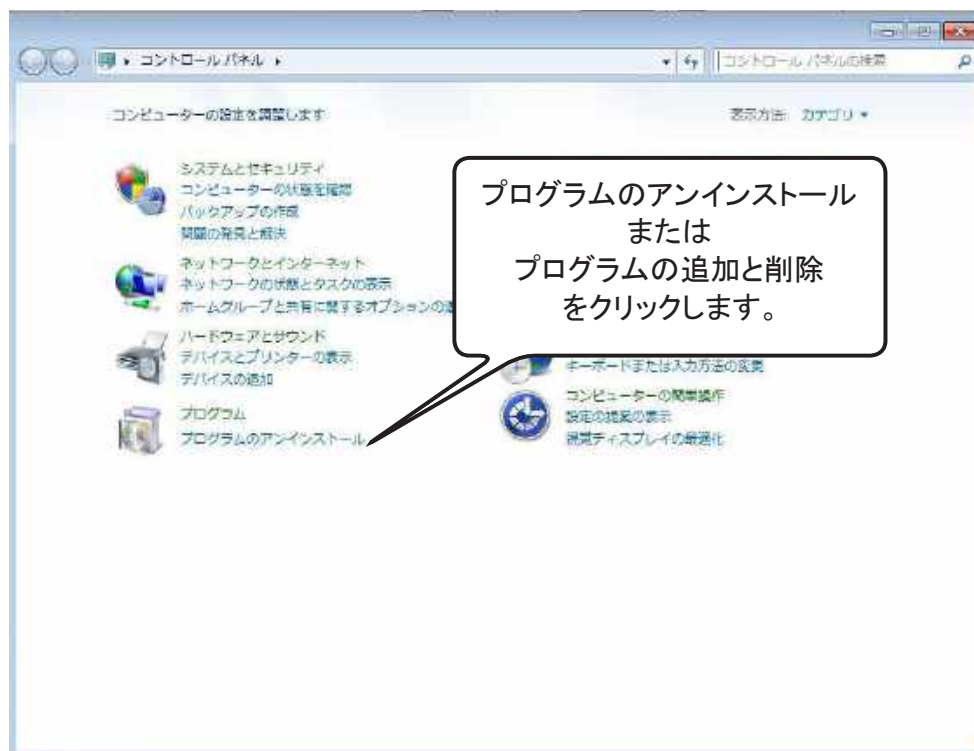 コントロール パネル
コントロール パネルの検索
コンピューターの設定を調整します
表示方法: カテゴリ
システムとセキュリティ
コンピューターの状態を確認
バックアップの作成
問題の発見と解決
ネットワークとインターネット
ネットワークの状態とタスクの表示
ホームグループと共有に関するオプションの
ハードウェアとサウンド
デバイスとプリンターの表示
デバイスの追加
プログラム
プログラムのアンインストール
プログラムのアンインストール
または
プログラムの追加と削除
をクリックします。
キーボードまたは入力方法の変更
コンピューターの簡単操作
設定の提案の表示
視覚ディスプレイの最適化